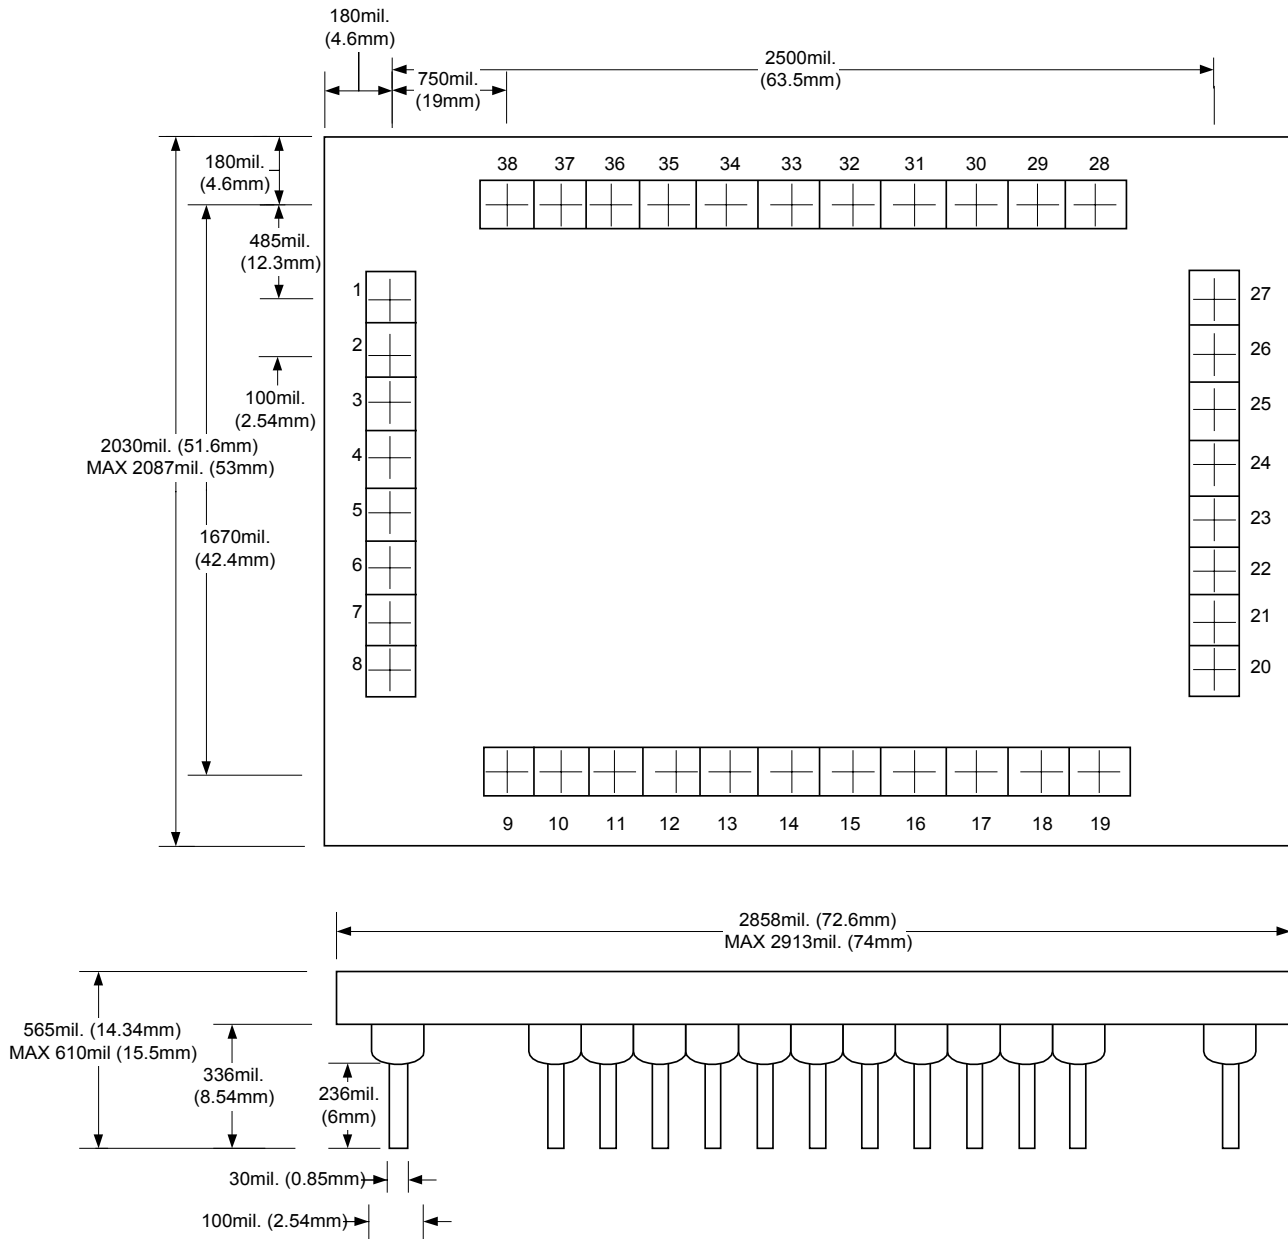 180mil.
(4.6mm)
2500mil.
(63.5mm)
750mil.
(19mm)
180mil.
(4.6mm)
38 37 36 35 34 33 32 31 30 29 28
485mil.
(12.3mm)
1 27
2 26
100mil.
(2.54mm)
3 25
2030mil. (51.6mm)
MAX 2087mil. (53mm)
4 24
5 23
1670mil.
(42.4mm)
6 22
7 21
8 20
9 10 11 12 13 14 15 16 17 18 19
2858mil. (72.6mm)
MAX 2913mil. (74mm)
565mil. (14.34mm)
MAX 610mil (15.5mm)
336mil.
(8.54mm)
236mil.
(6mm)
30mil. (0.85mm)
100mil. (2.54mm)